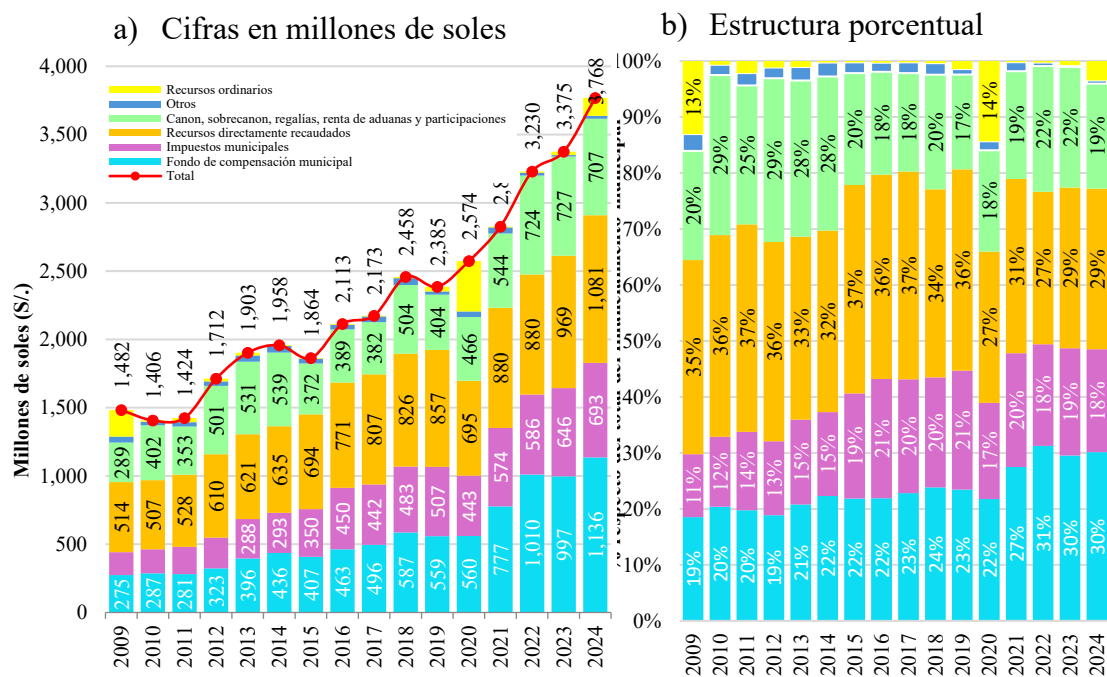 a) Cifras en millones de soles
Millones de soles (S/.)
4,000
3,500
3,000
2,500
2,000
1,500
1,000
500
0
Recursos ordinarios
Otros
Canon, sobrecanon, regalías, renta de aduanas y participaciones
Recursos directamente recaudados
Impuestos municipales
Fondo de compensación municipal
Total
1,482 1,406 1,424 1,712 1,903 1,958 1,864 2,113 2,173 2,458 2,385 2,574 2,8 3,230 3,375 3,768
289 402 353 501 531 539 372 389 382 504 404 466 544 724 727 707
514 507 528 610 621 635 694 771 807 826 857 695 880 880 969 1,081
288 293 350 450 442 483 507 443 574 586 646 693
275 287 281 323 396 436 407 463 496 587 559 560 777 1,010 997 1,136
2009 2010 2011 2012 2013 2014 2015 2016 2017 2018 2019 2020 2021 2022 2023 2024
b) Estructura porcentual
100%
90%
80%
70%
60%
50%
40%
30%
20%
10%
0%
13% 14%
20% 29% 25% 29% 28% 28% 20% 18% 18% 20% 17% 18% 19% 22% 22% 19%
35% 36% 37% 36% 33% 32% 37% 36% 37% 34% 36% 27% 31% 27% 29% 29%
11% 12% 14% 13% 15% 15% 19% 21% 20% 20% 21% 17% 20% 18% 19% 18%
19% 20% 20% 19% 21% 22% 22% 22% 23% 24% 23% 22% 27% 31% 30% 30%
2009 2010 2011 2012 2013 2014 2015 2016 2017 2018 2019 2020 2021 2022 2023 2024